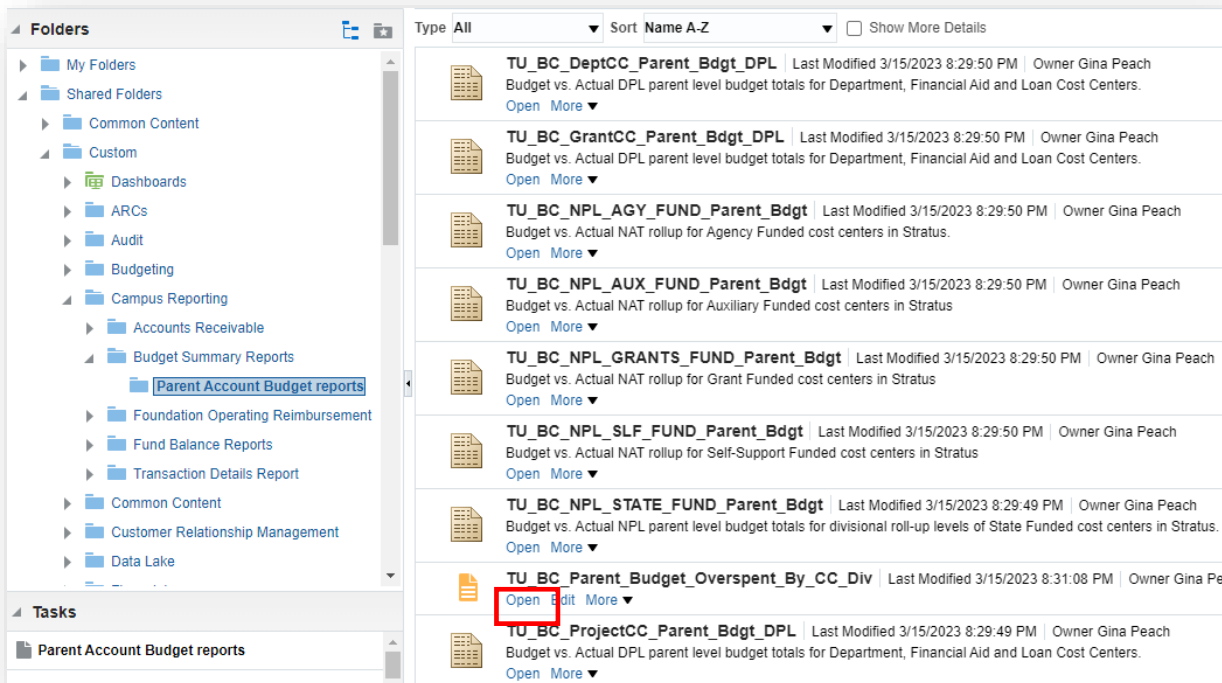 Folders
My Folders
Shared Folders
Common Content
Custom
Dashboards
ARCs
Audit
Budgeting
Campus Reporting
Accounts Receivable
Budget Summary Reports
Parent Account Budget reports
Foundation Operating Reimbursement
Fund Balance Reports
Transaction Details Report
Common Content
Customer Relationship Management
Data Lake
Tasks
Parent Account Budget reports
Type All Sort Name A-Z Show More Details
TU_BC_DeptCC_Parent_Bdgt_DPL Last Modified 3/15/2023 8:29:50 PM Owner Gina Peach
Budget vs. Actual DPL parent level budget totals for Department, Financial Aid and Loan Cost Centers.
Open More
TU_BC_GrantCC_Parent_Bdgt_DPL Last Modified 3/15/2023 8:29:50 PM Owner Gina Peach
Budget vs. Actual DPL parent level budget totals for Department, Financial Aid and Loan Cost Centers.
Open More
TU_BC_NPL_AGY_FUND_Parent_Bdgt Last Modified 3/15/2023 8:29:50 PM Owner Gina Peach
Budget vs. Actual NAT rollup for Agency Funded cost centers in Stratus.
Open More
TU_BC_NPL_AUX_FUND_Parent_Bdgt Last Modified 3/15/2023 8:29:50 PM Owner Gina Peach
Budget vs. Actual NAT rollup for Auxiliary Funded cost centers in Stratus
Open More
TU_BC_NPL_GRANTS_FUND_Parent_Bdgt Last Modified 3/15/2023 8:29:50 PM Owner Gina Peach
Budget vs. Actual NAT rollup for Grant Funded cost centers in Stratus
Open More
TU_BC_NPL_SLF_FUND_Parent_Bdgt Last Modified 3/15/2023 8:29:50 PM Owner Gina Peach
Budget vs. Actual NAT rollup for Self-Support Funded cost centers in Stratus
Open More
TU_BC_NPL_STATE_FUND_Parent_Bdgt Last Modified 3/15/2023 8:29:49 PM Owner Gina Peach
Budget vs. Actual NPL parent level budget totals for divisional roll-up levels of State Funded cost centers in Stratus.
Open More
TU_BC_Parent_Budget_Overspent_By_CC_Div Last Modified 3/15/2023 8:31:08 PM Owner Gina Pe
Open Edit More
TU_BC_ProjectCC_Parent_Bdgt_DPL Last Modified 3/15/2023 8:29:49 PM Owner Gina Peach
Budget vs. Actual DPL parent level budget totals for Department, Financial Aid and Loan Cost Centers.
Open More